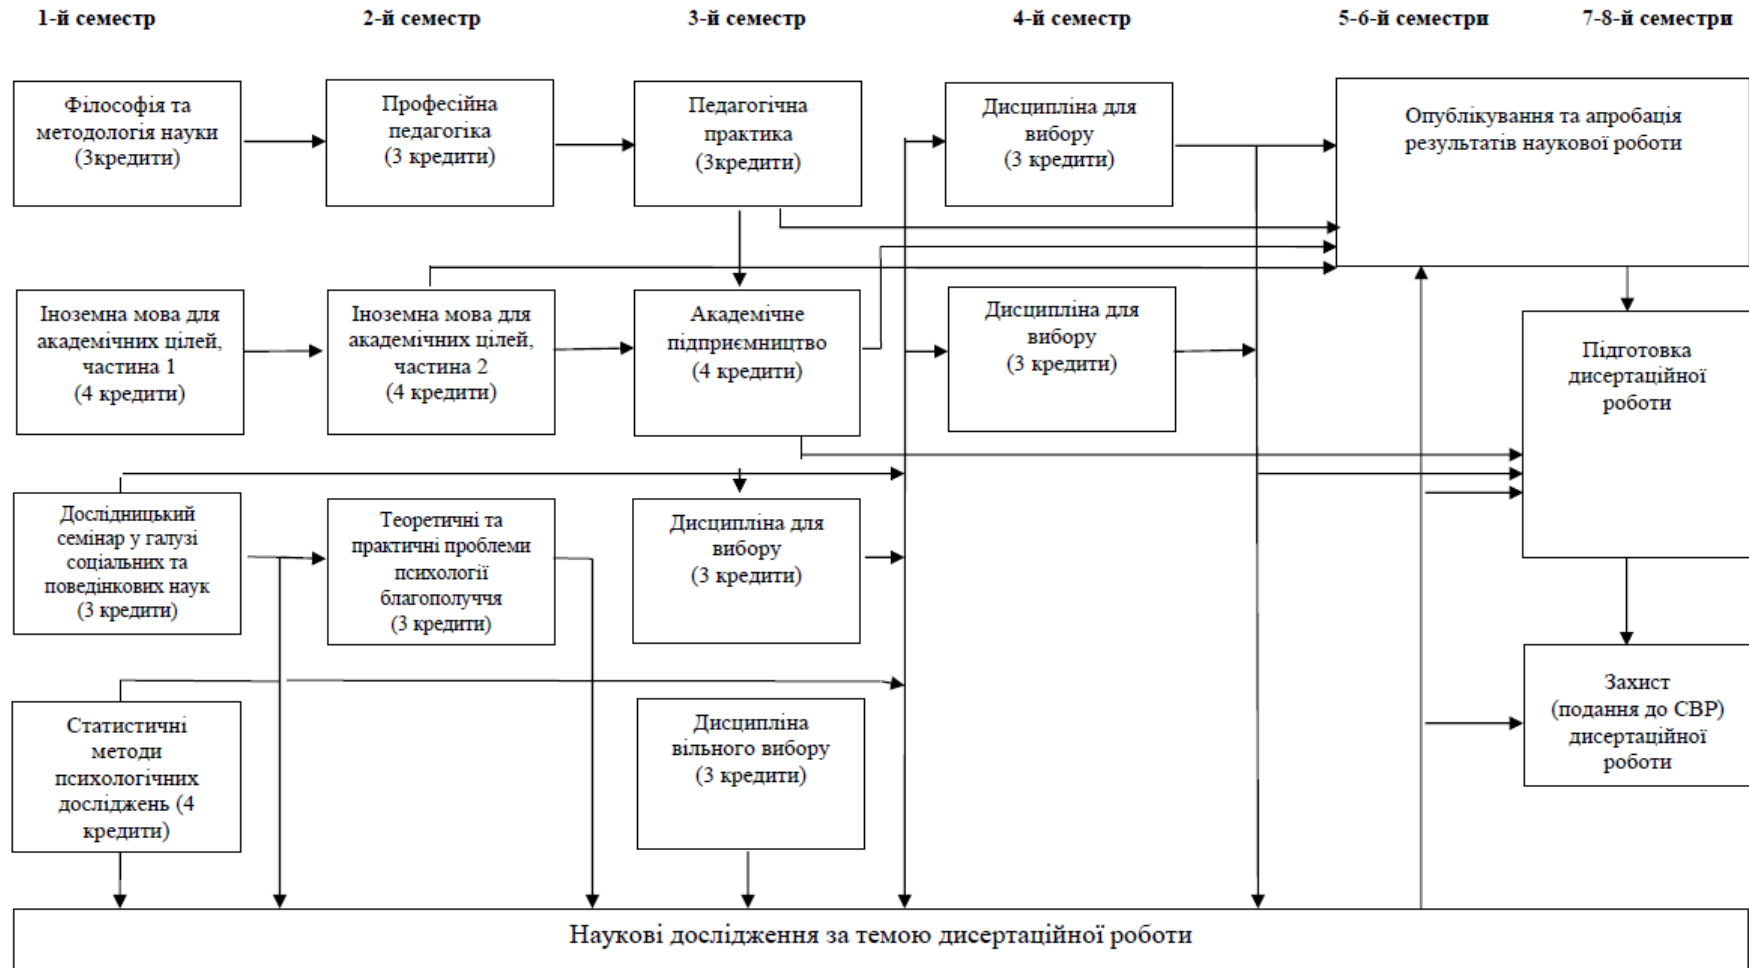 1-й семестр
2-й семестр
3-й семестр
4-й семестр
5-6-й семестри
7-8-й семестри
Філософія та
методологія науки
(3кредити)
Професійна
педагогіка
(3 кредити)
Педагогічна
практика
(3кредити)
Дисципліна для
вибору
(3 кредити)
Опублікування та апробація
результатів наукової роботи
Іноземна мова для
академічних цілей,
частина 1
(4 кредити)
Іноземна мова для
академічних цілей,
частина 2
(4 кредити)
Академічне
підприємництво
(4 кредити)
Дисципліна для
вибору
(3 кредити)
Підготовка
дисертаційної
роботи
Дослідницький
семінар у галузі
соціальних та
поведінкових наук
(3 кредити)
Теоретичні та
практичні проблеми
психології
благополуччя
(3 кредити)
Дисципліна для
вибору
(3 кредити)
Статистичні
методи
психологічних
досліджень (4
кредити)
Дисципліна
вільного вибору
(3 кредити)
Захист
(подання до СВР)
дисертаційної
роботи
Наукові дослідження за темою дисертаційної роботи